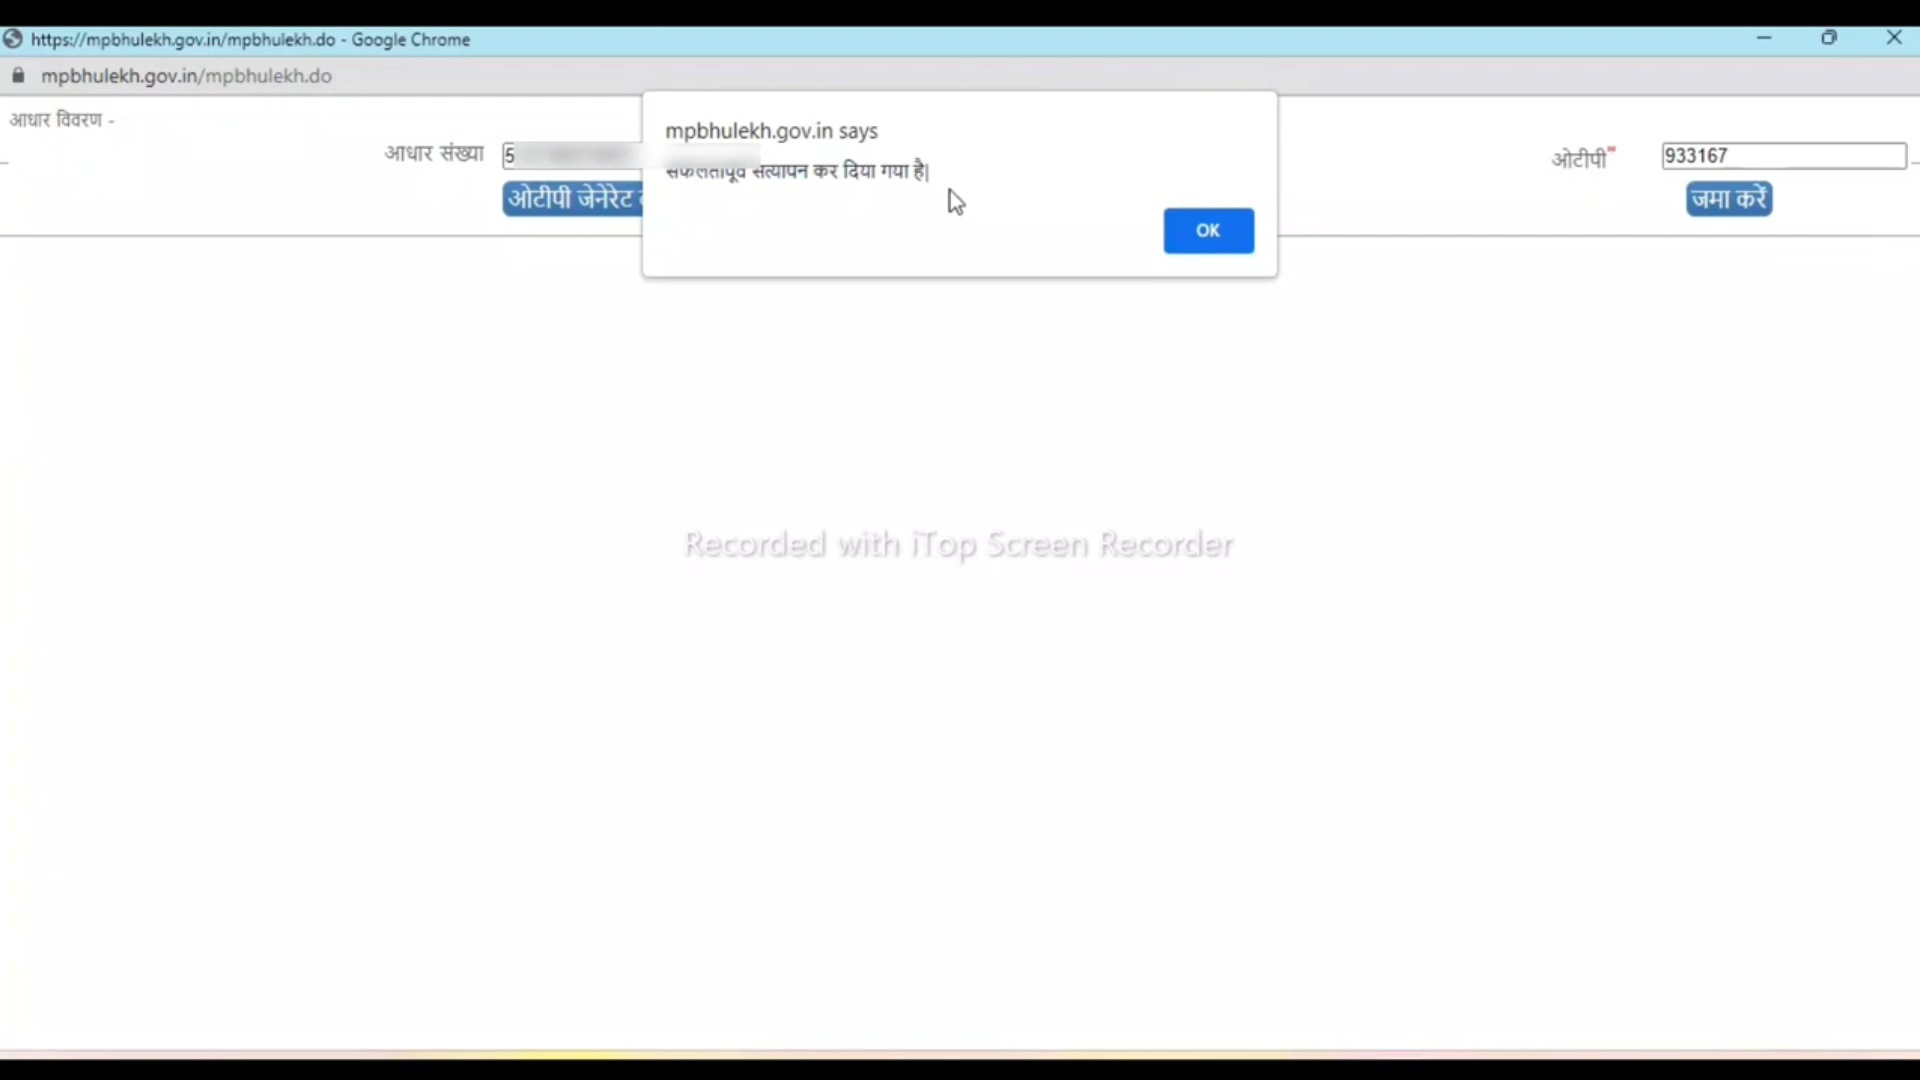 https://mpbhulekh.gov.in/mpbhulekh.do - Google Chrome
mpbhulekh.gov.in/mpbhulekh.do
आधार विवरण -
आधार संख्या 5
ओटीपी जेनेरेट
mpbhulekh.gov.in says
सफलतापूर्व सत्यापन कर दिया गया है|
OK
ओटीपी* 933167
जमा करें
Recorded with iTop Screen Recorder